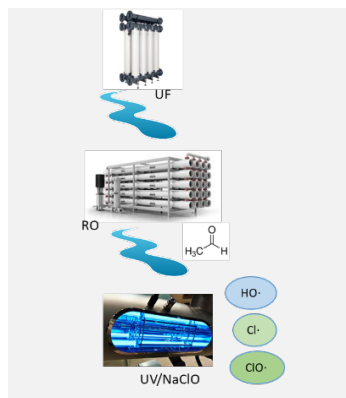 UF
RO
O
H₃C H
UV/NaClO
HO·
Cl·
ClO·